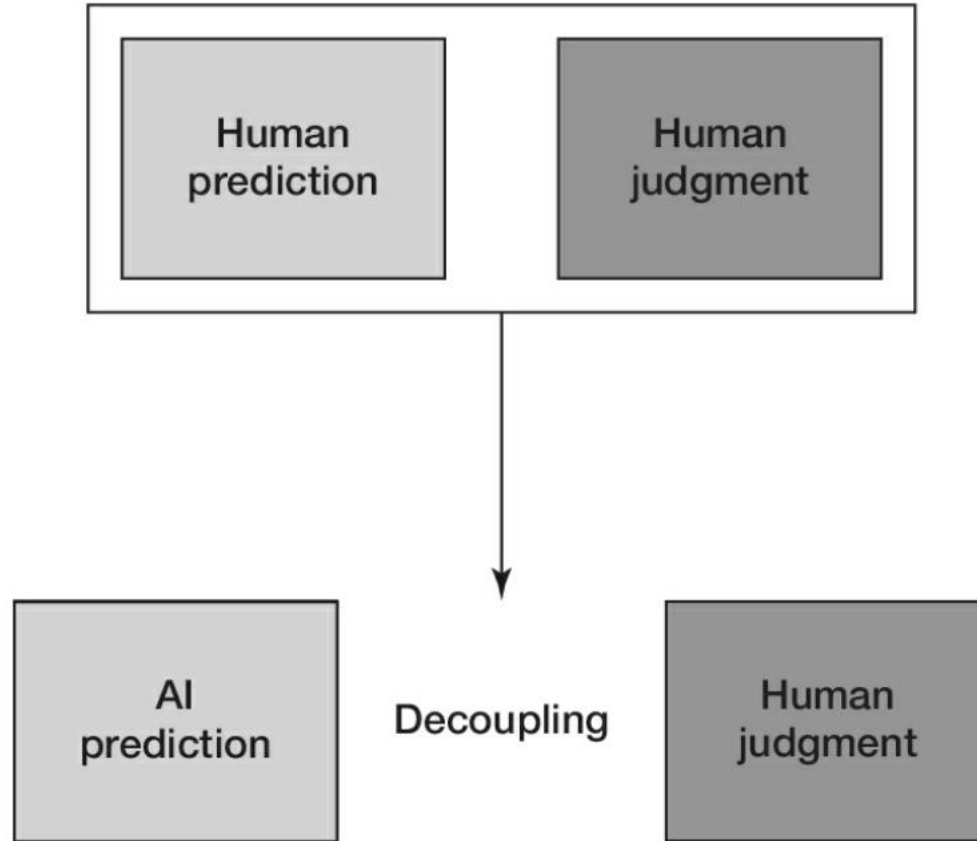 Human
prediction
Human
judgment
AI
prediction
Decoupling
Human
judgment